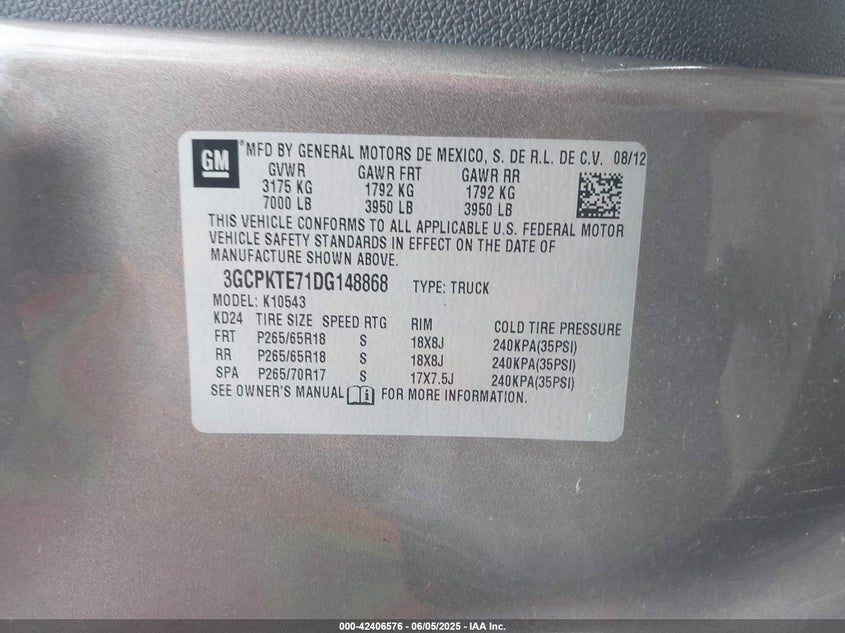 GM
®MFD BY GENERAL MOTORS DE MEXICO, S. DE R.L. DE C.V. 08/12
GVWR GAWR FRT GAWR RR
3175 KG 1792 KG 1792 KG
7000 LB 3950 LB 3950 LB
THIS VEHICLE CONFORMS TO ALL APPLICABLE U.S. FEDERAL MOTOR
VEHICLE SAFETY STANDARDS IN EFFECT ON THE DATE OF
MANUFACTURE SHOWN ABOVE.
3GCPKTE71DG148868 TYPE: TRUCK
MODEL: K10543
KD24 TIRE SIZE SPEED RTG RIM COLD TIRE PRESSURE
FRT P265/65R18 S 18X8J 240KPA(35PSI)
RR P265/65R18 S 18X8J 240KPA(35PSI)
SPA P265/70R17 S 17X7.5J 240KPA(35PSI)
SEE OWNER'S MANUAL i FOR MORE INFORMATION.
000-42406576 - 06/05/2025 - IAA Inc.